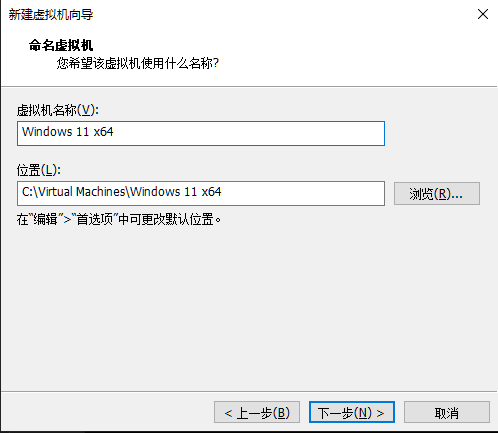 新建虚拟机向导
命名虚拟机
您希望该虚拟机使用什么名称?
虚拟机名称(V):
Windows 11 x64
位置(L):
C:\Virtual Machines\Windows 11 x64
浏览(R)...
在“编辑”>“首选项”中可更改默认位置。
< 上一步(B)
下一步(N) >
取消